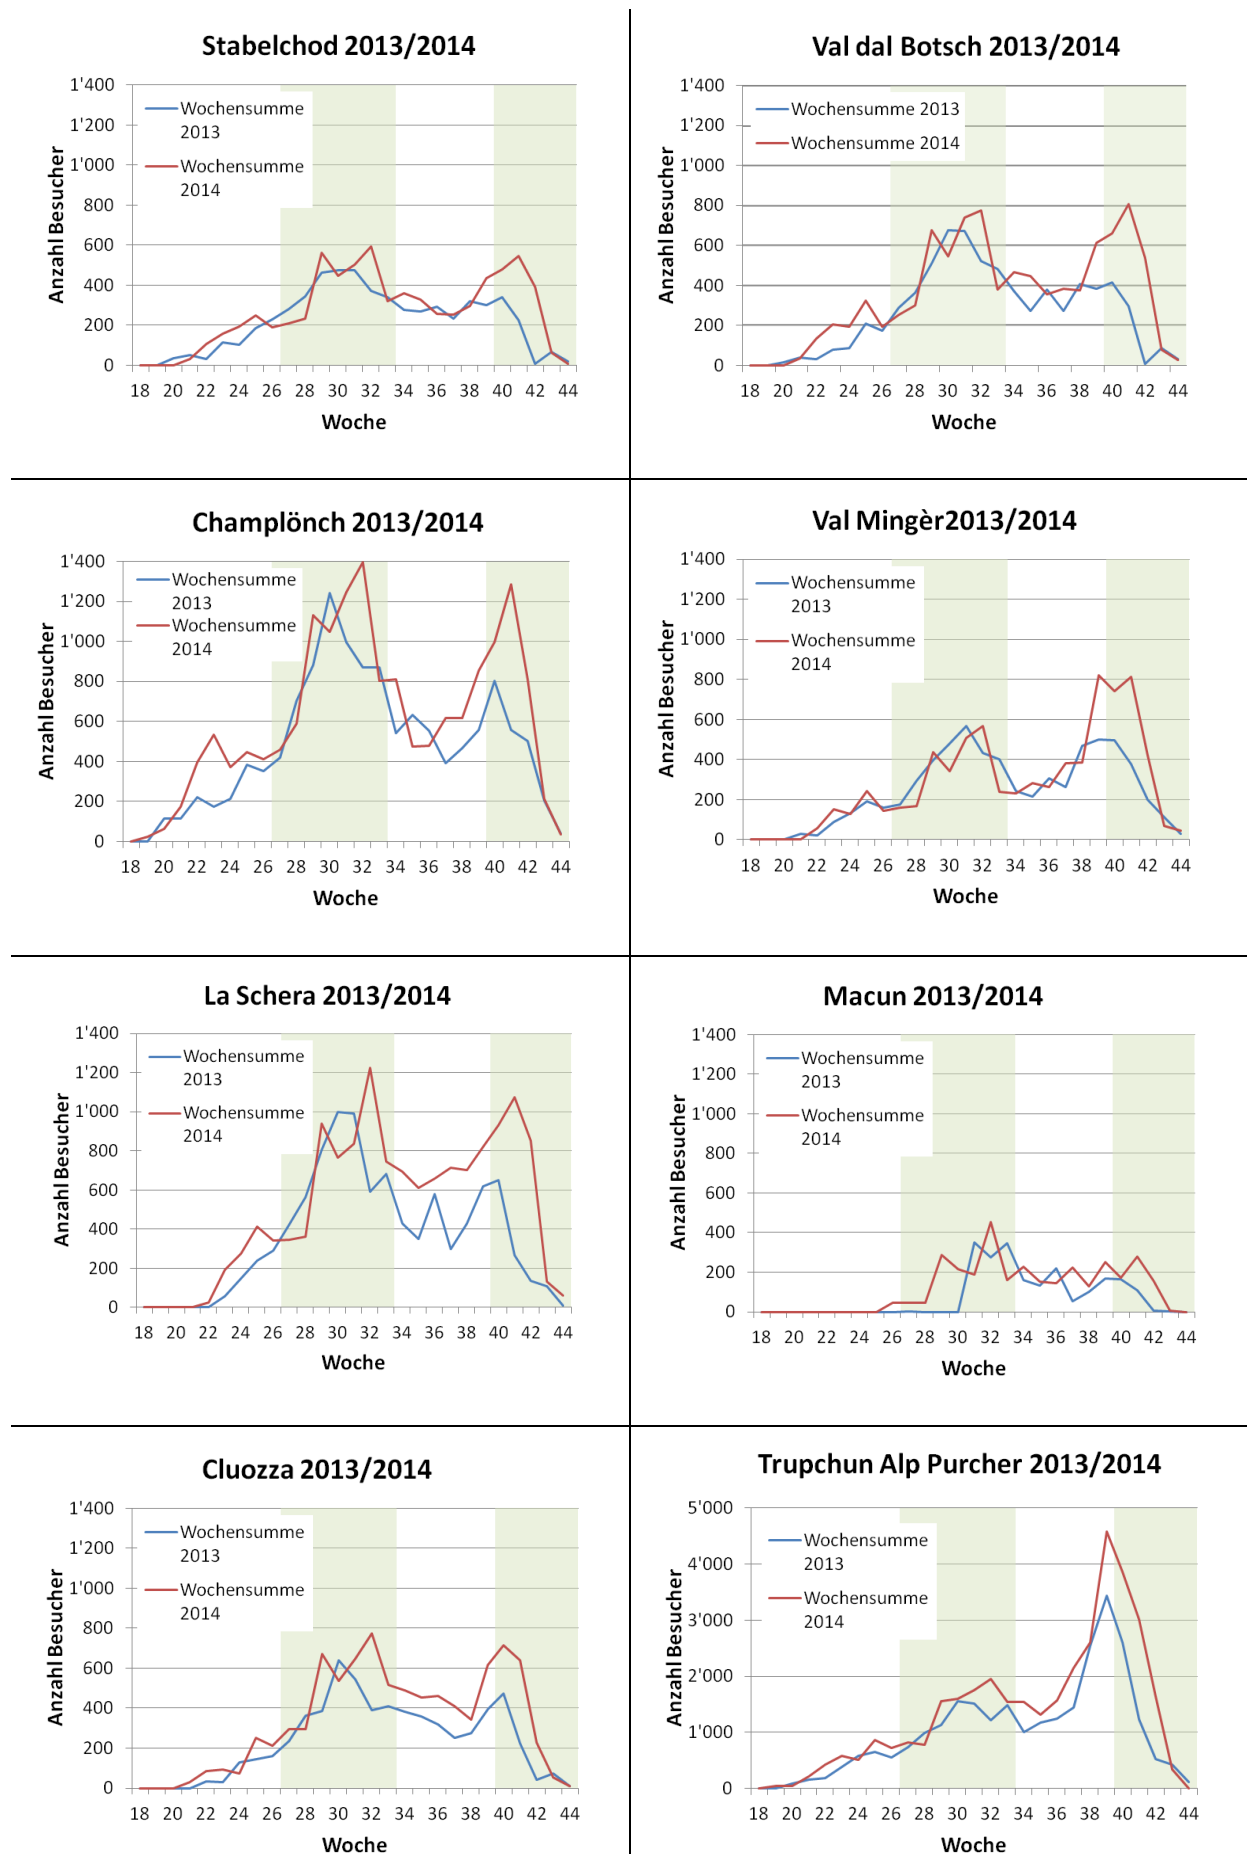 Stabelchod 2013/2014
Anzahl Besucher
1'400
1'200
1'000
800
600
400
200
0
Wochensumme
2013
Wochensumme
2014
18 20 22 24 26 28 30 32 34 36 38 40 42 44
Woche
Val dal Botsch 2013/2014
Anzahl Besucher
1'400
1'200
1'000
800
600
400
200
0
Wochensumme 2013
Wochensumme 2014
18 20 22 24 26 28 30 32 34 36 38 40 42 44
Woche
Champlönch 2013/2014
Anzahl Besucher
1'400
1'200
1'000
800
600
400
200
0
Wochensumme
2013
Wochensumme
2014
18 20 22 24 26 28 30 32 34 36 38 40 42 44
Woche
Val Mingèr2013/2014
Anzahl Besucher
1'400
1'200
1'000
800
600
400
200
0
Wochensumme
2013
Wochensumme
2014
18 20 22 24 26 28 30 32 34 36 38 40 42 44
Woche
La Schera 2013/2014
Anzahl Besucher
1'400
1'200
1'000
800
600
400
200
0
Wochensumme
2013
Wochensumme
2014
18 20 22 24 26 28 30 32 34 36 38 40 42 44
Woche
Macun 2013/2014
Anzahl Besucher
1'400
1'200
1'000
800
600
400
200
0
Wochensumme
2013
Wochensumme
2014
18 20 22 24 26 28 30 32 34 36 38 40 42 44
Woche
Cluozza 2013/2014
Anzahl Besucher
1'400
1'200
1'000
800
600
400
200
0
Wochensumme
2013
Wochensumme
2014
18 20 22 24 26 28 30 32 34 36 38 40 42 44
Woche
Trupchun Alp Purcher 2013/2014
Anzahl Besucher
5'000
4'000
3'000
2'000
1'000
0
Wochensumme
2013
Wochensumme
2014
18 20 22 24 26 28 30 32 34 36 38 40 42 44
Woche